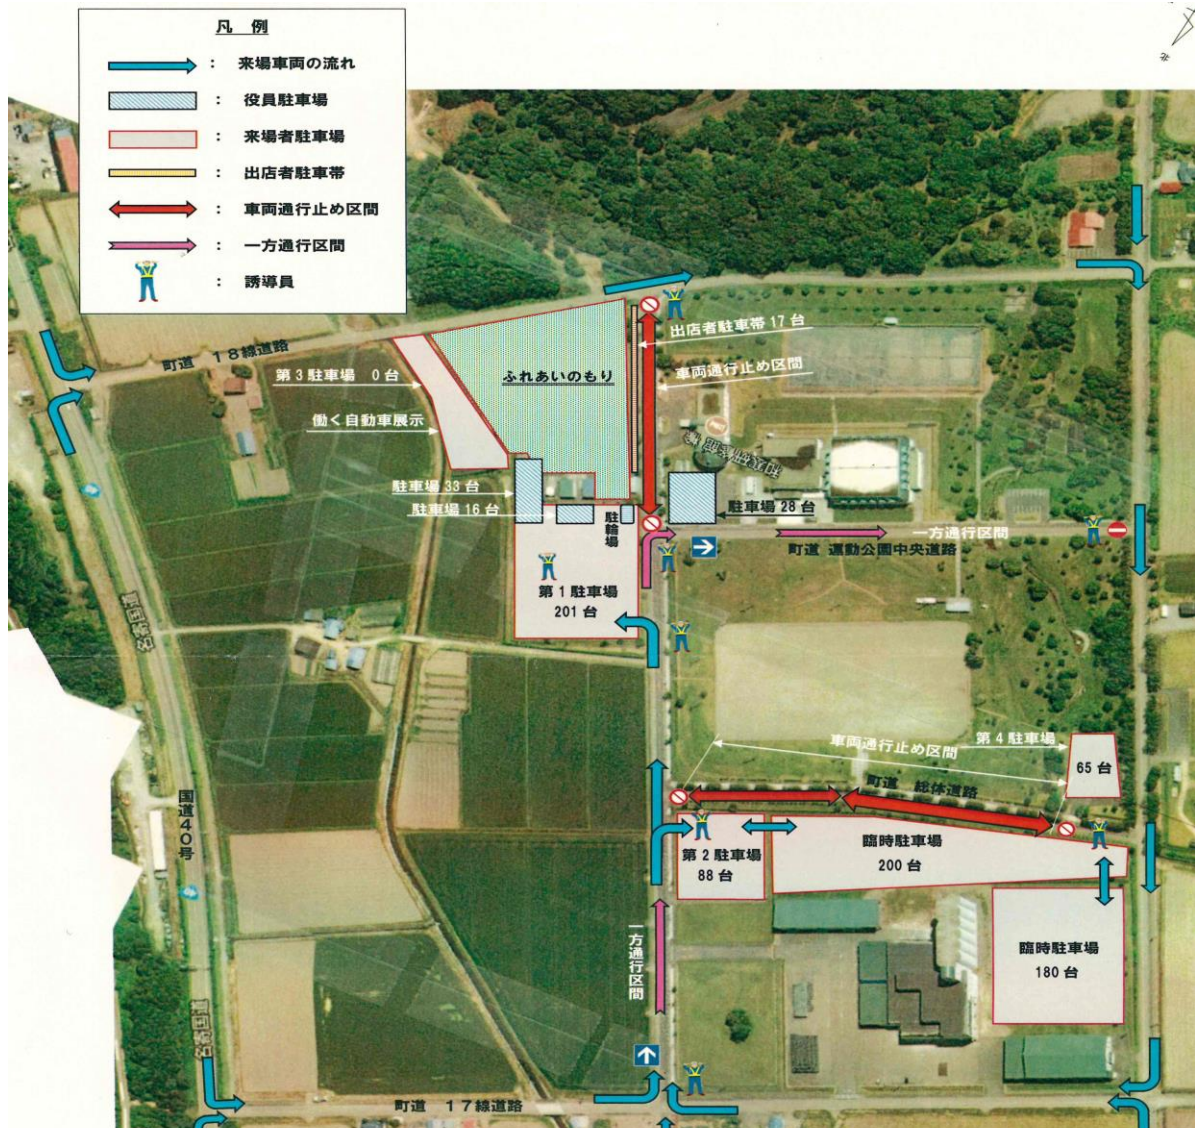 凡 例
： 来場車両の流れ
： 役員駐車場
： 来場者駐車場
： 出店者駐車帯
： 車両通行止め区間
： 一方通行区間
： 誘導員
北
町道 18線道路
出店者駐車帯 17 台
車両通行止め区間
第 3 駐車場 0 台
ふれあいのもり
働く自動車展示
駐車場 33 台
駐車場 16 台
駐輪場
駐車場 28 台
一方通行区間
町道 運動公園中央道路
第 1 駐車場
201 台
名寄国道
車両通行止め区間
第 4 駐車場
65 台
町道 総体道路
国道40号
第 2 駐車場
88 台
臨時駐車場
200 台
一方通行区間
臨時駐車場
180 台
名寄国道
町道 17線道路